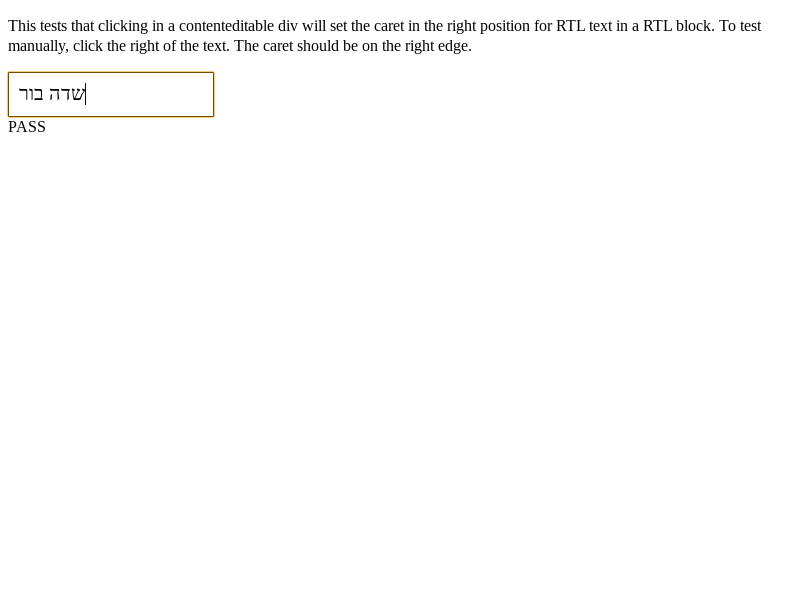 This tests that clicking in a contenteditable div will set the caret in the right position for RTL text in a RTL block. To test
manually, click the right of the text. The caret should be on the right edge.
שדה בור
PASS